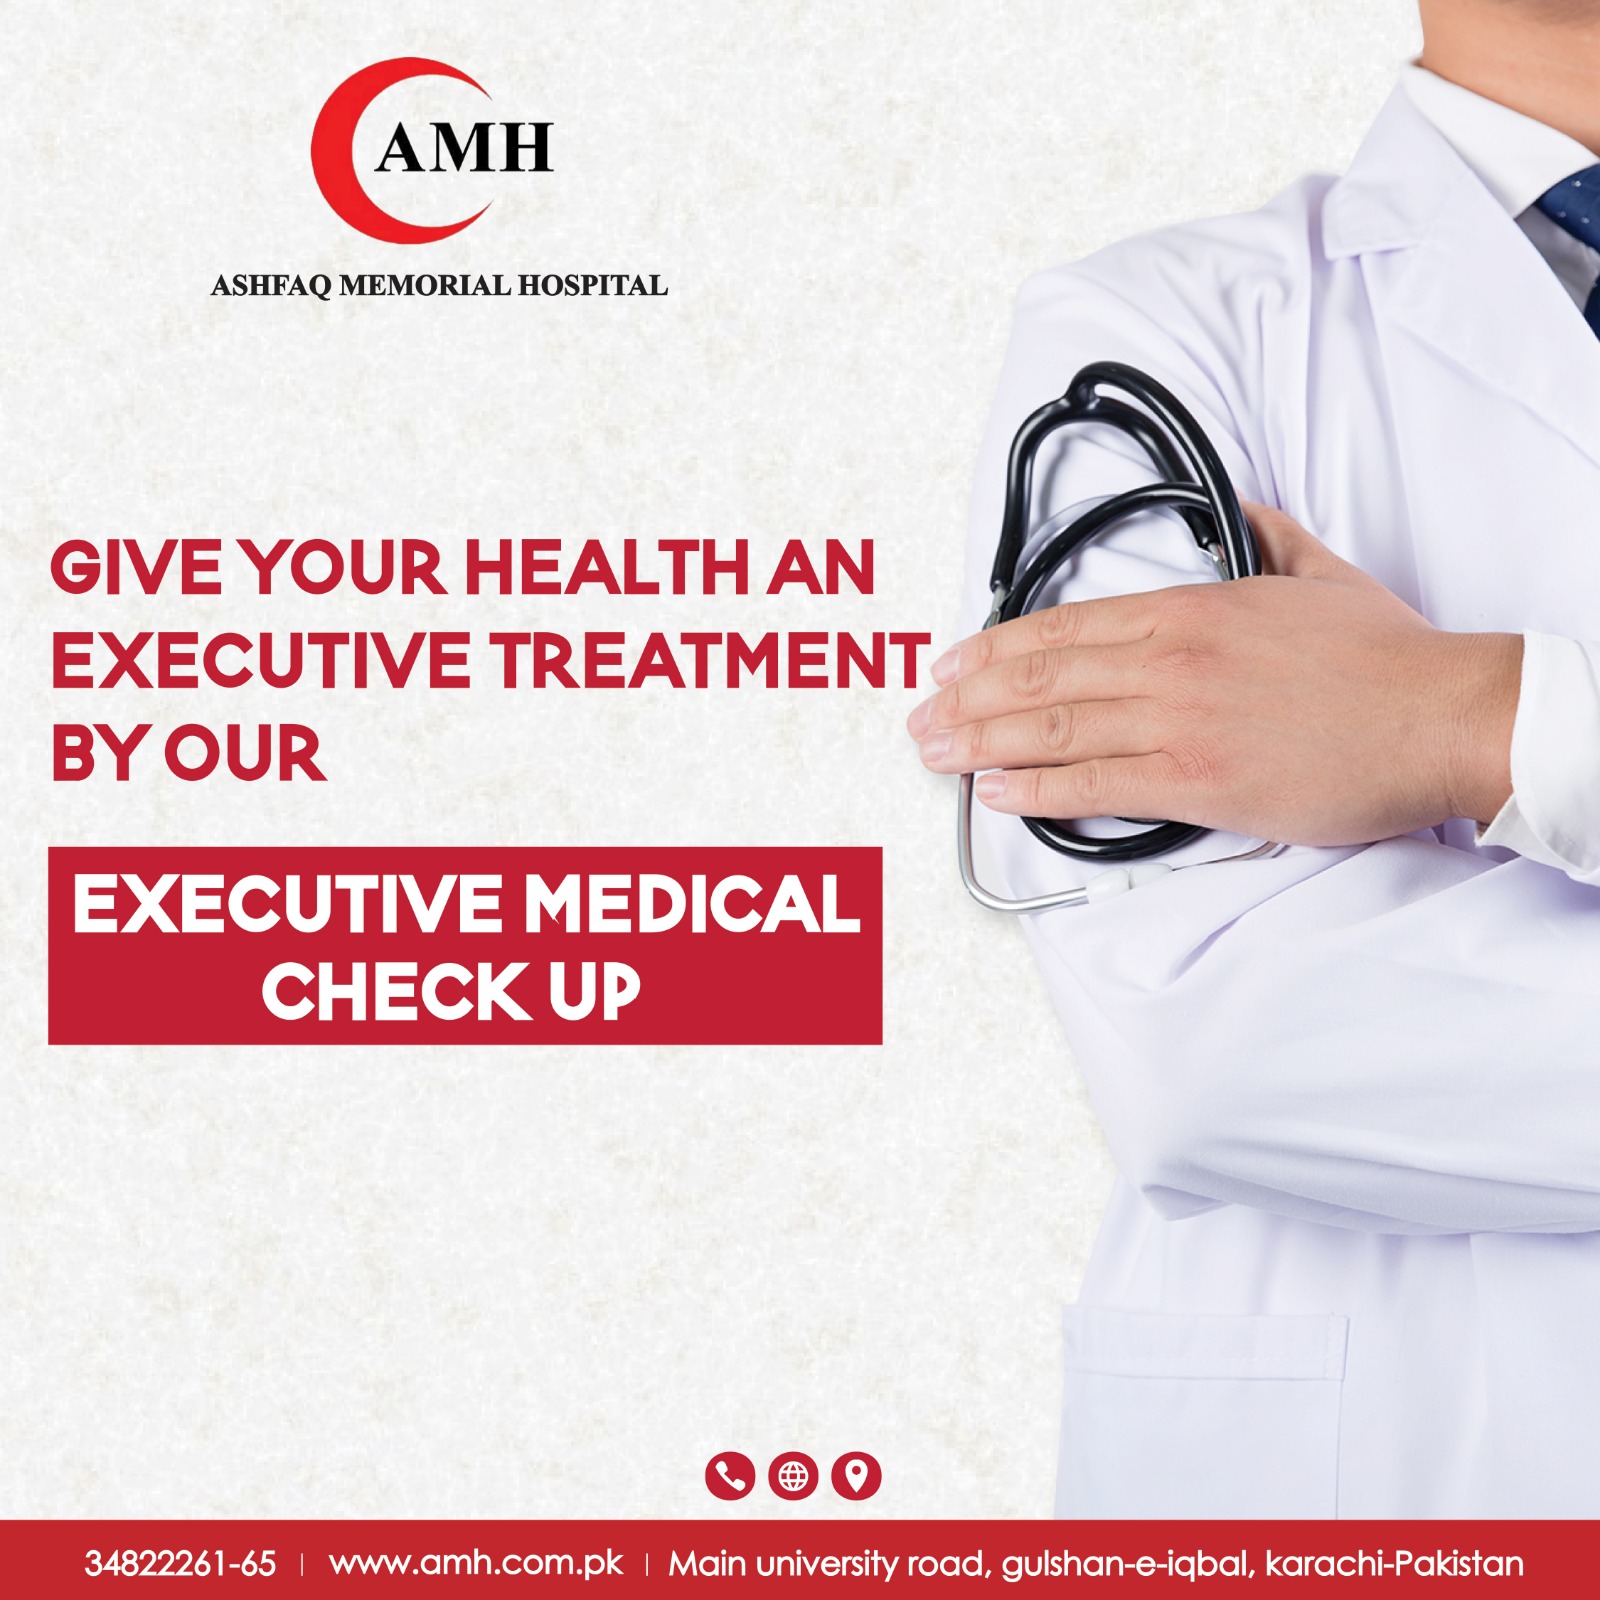 AMH
ASHFAQ MEMORIAL HOSPITAL
GIVE YOUR HEALTH AN
EXECUTIVE TREATMENT
BY OUR
EXECUTIVE MEDICAL
CHECK UP
34822261-65 | www.amh.com.pk | Main university road, gulshan-e-iqbal, karachi-Pakistan